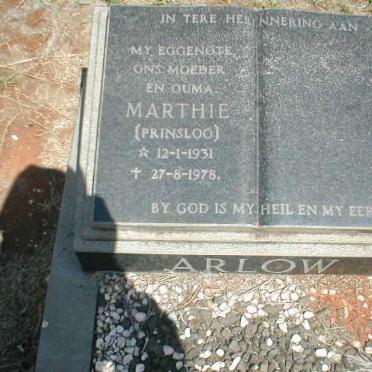 IN TERE HERINNERING AAN
MY EGGENOTE,
ONS MOEDER
EN OUMA.
MARTHIE
(PRINSLOO)
☆ 12-1-1931
✝ 27-8-1978.
BY GOD IS MY HEIL EN MY EER
ARLOW